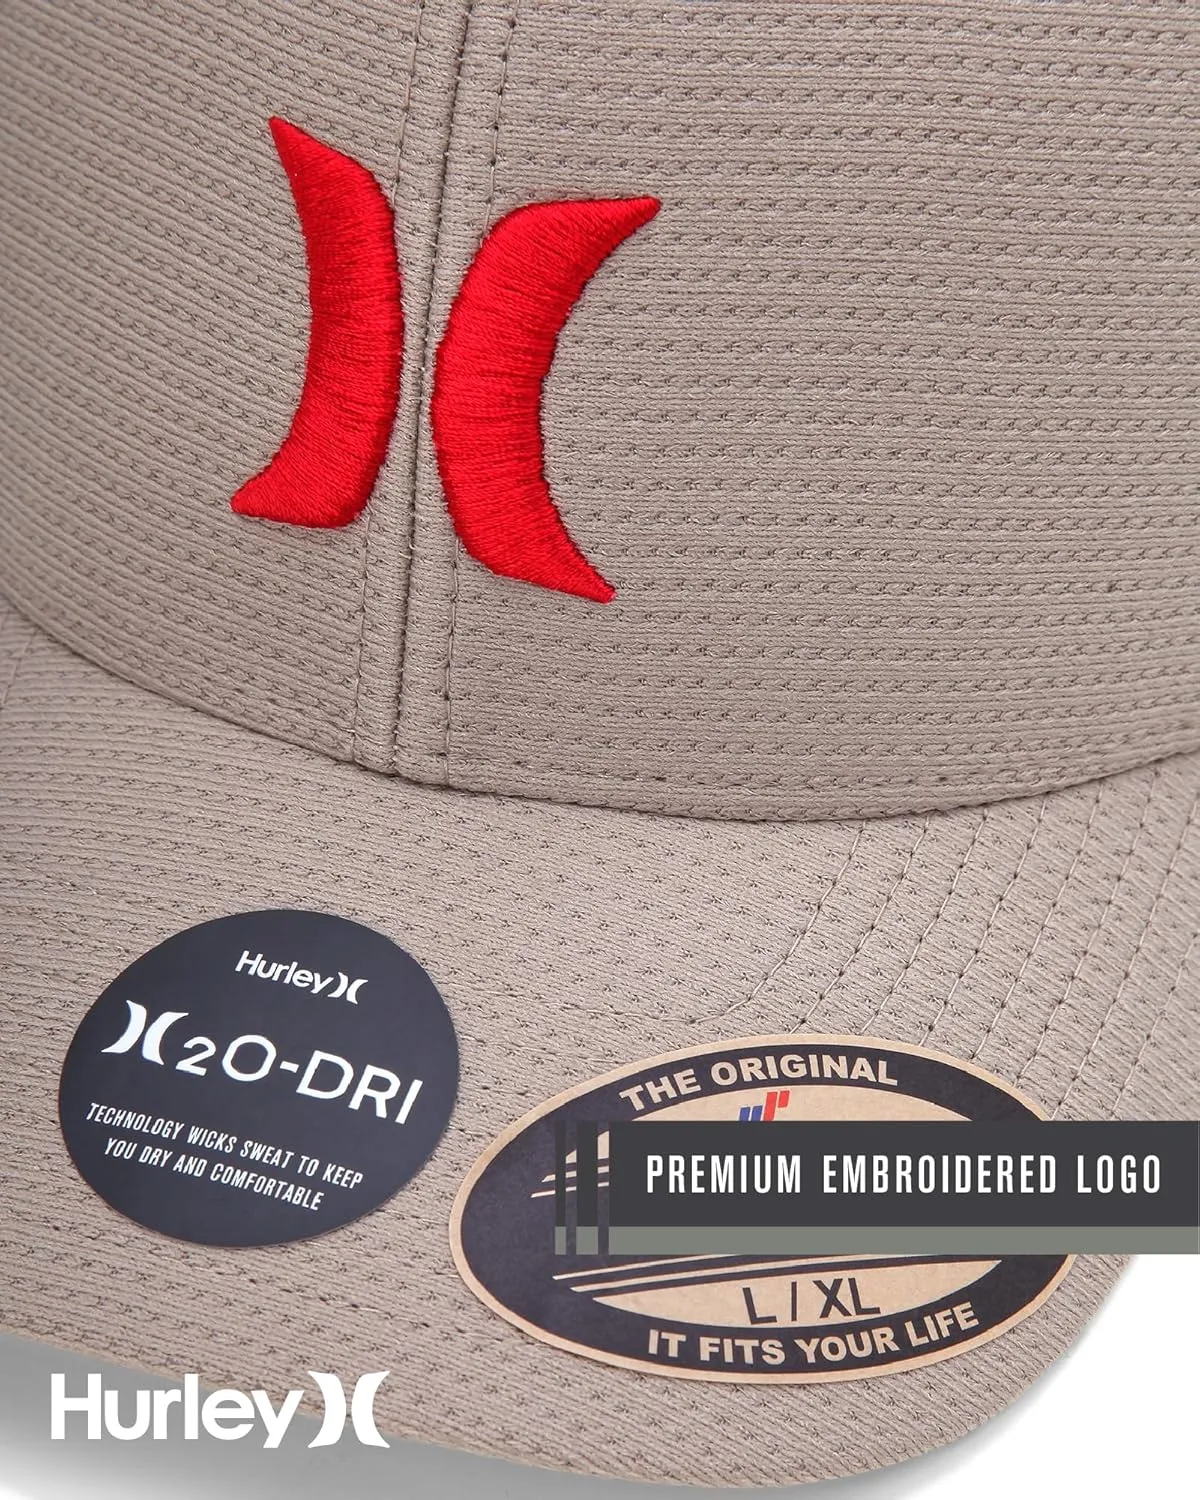 Hurley
H2O-DRI
TECHNOLOGY WICKS SWEAT TO KEEP
YOU DRY AND COMFORTABLE
THE ORIGINAL
PREMIUM EMBROIDERED LOGO
L / XL
IT FITS YOUR LIFE
Hurley